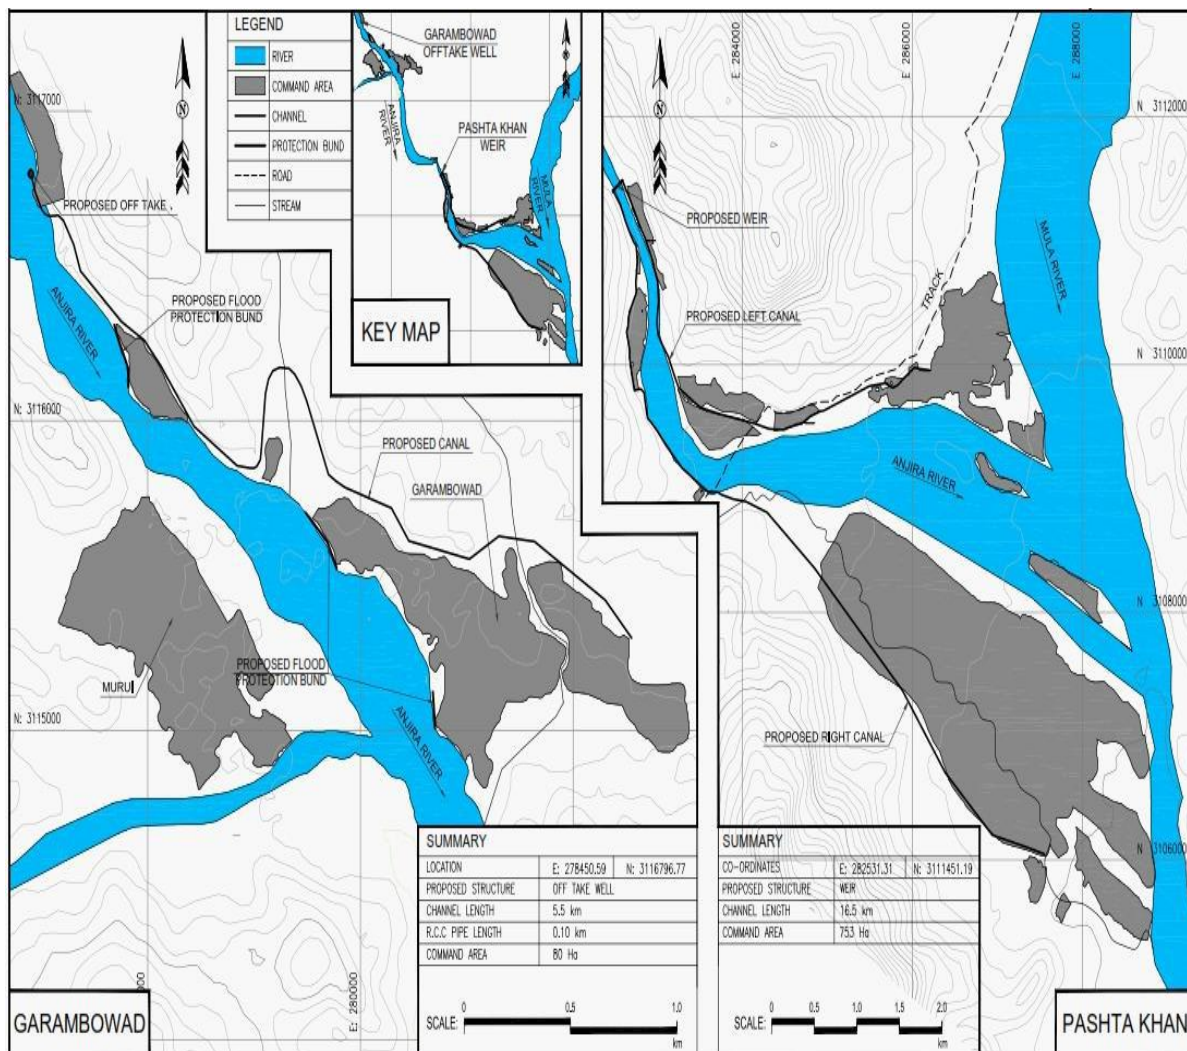 LEGEND
RIVER
COMMAND AREA
CHANNEL
PROTECTION BUND
ROAD
STREAM
GARAMBOWAD
OFFTAKE WELL
ANJIRA
RIVER
PASHTA KHAN
WEIR
MULA
RIVER
KEY MAP
N: 3117000
PROPOSED OFF TAKE
ANJIRA RIVER
PROPOSED FLOOD
PROTECTION BUND
N: 3116000
PROPOSED CANAL
GARAMBOWAD
MURUI
PROPOSED FLOOD
PROTECTION BUND
N: 3115000
ANJIRA RIVER
E: 280000
SUMMARY
LOCATION E: 278450.59 N: 3116796.77
PROPOSED STRUCTURE OFF TAKE WELL
CHANNEL LENGTH 5.5 km
R.C.C PIPE LENGTH 0.10 km
COMMAND AREA 80 Ha
SCALE: 0 0.5 1.0
km
GARAMBOWAD
E 284000
E 286000
E 288000
N 3112000
PROPOSED WEIR
MULA RIVER
TRACK
PROPOSED LEFT CANAL
N 3110000
ANJIRA RIVER
N 3108000
PROPOSED RIGHT CANAL
N 3106000
SUMMARY
CO-ORDINATES E: 282531.31 N: 3111451.19
PROPOSED STRUCTURE WEIR
CHANNEL LENGTH 16.5 km
COMMAND AREA 753 Ha
SCALE: 0 0.5 1.0 1.5 2.0
km
PASHTA KHAN